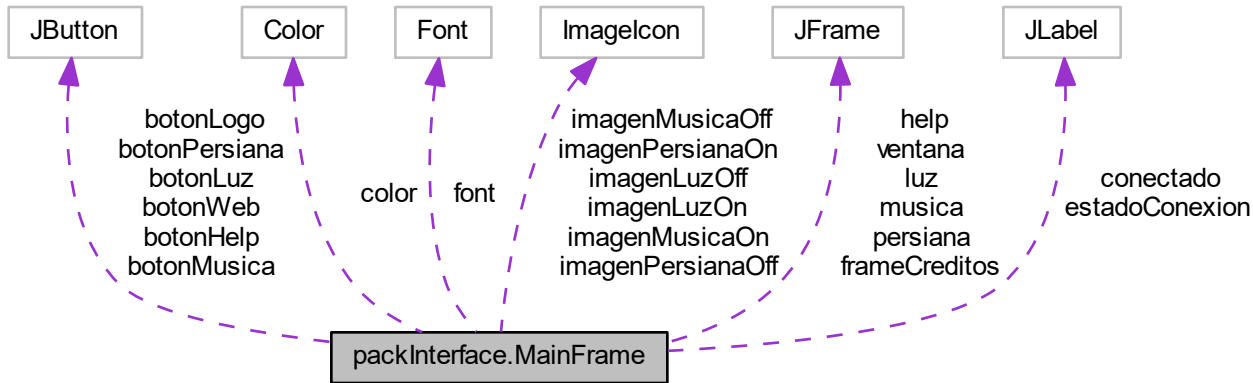 JButton
Color
Font
ImageIcon
JFrame
JLabel
botonLogo
botonPersiana
botonLuz
botonWeb
botonHelp
botonMusica
color
font
imagenMusicaOff
imagenPersianaOn
imagenLuzOff
imagenLuzOn
imagenMusicaOn
imagenPersianaOff
help
ventana
luz
musica
persiana
frameCreditos
conectado
estadoConexion
packInterface.MainFrame